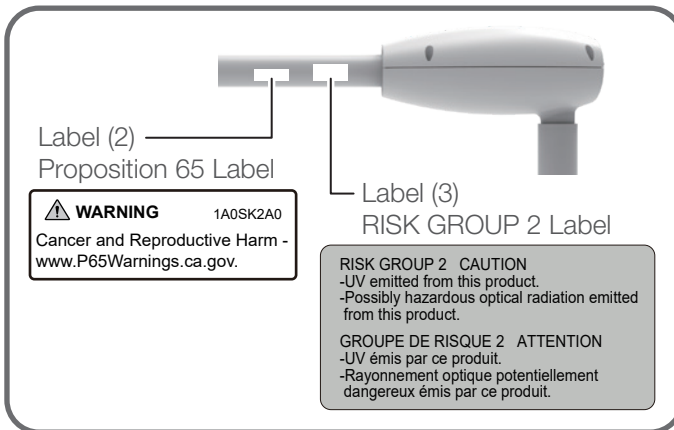 Label (2)
Proposition 65 Label
WARNING 1A0SK2A0
Cancer and Reproductive Harm -
www.P65Warnings.ca.gov.
Label (3)
RISK GROUP 2 Label
RISK GROUP 2 CAUTION
-UV emitted from this product.
-Possibly hazardous optical radiation emitted
from this product.
GROUPE DE RISQUE 2 ATTENTION
-UV émis par ce produit.
-Rayonnement optique potentiellement
dangereux émis par ce produit.